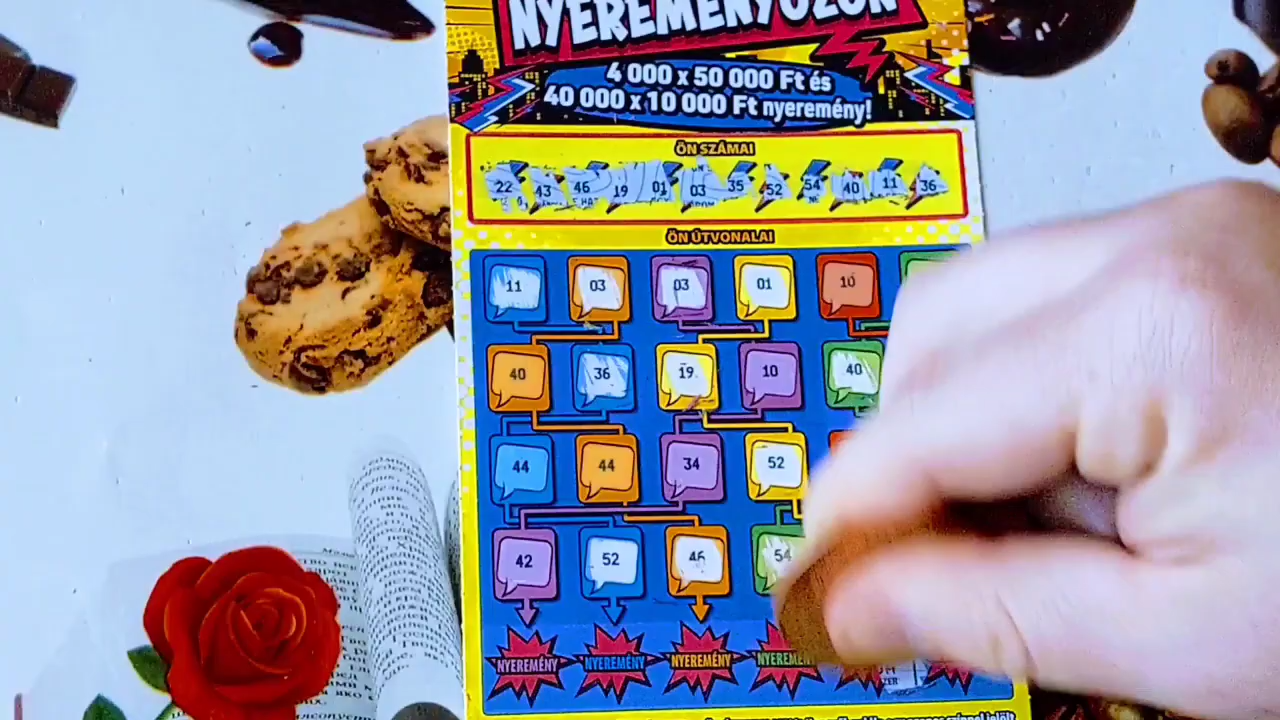 NYEREMÉNYÖZÖN
4 000 x 50 000 Ft és
40 000 x 10 000 Ft nyeremény!
ÖN SZÁMAI
22 43 46 19 01 03 35 52 54 40 11 36
ÖN ÚTVONALAI
11 03 03 01 10
40 36 19 10 40
44 44 34 52
42 52 46 54
NYEREMÉNY NYEREMÉNY NYEREMÉNY